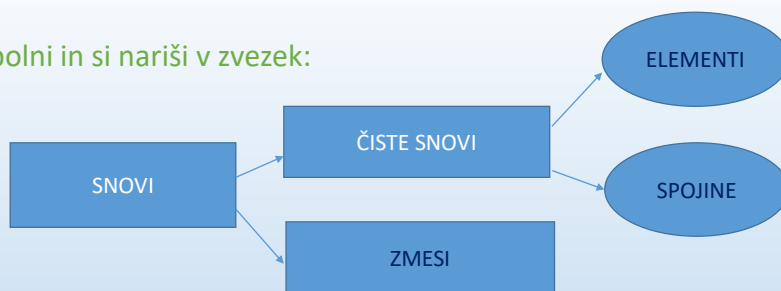 polni in si nariši v zvezek:
ELEMENTI
ČISTE SNOVI
SNOVI
SPOJINE
ZMESI